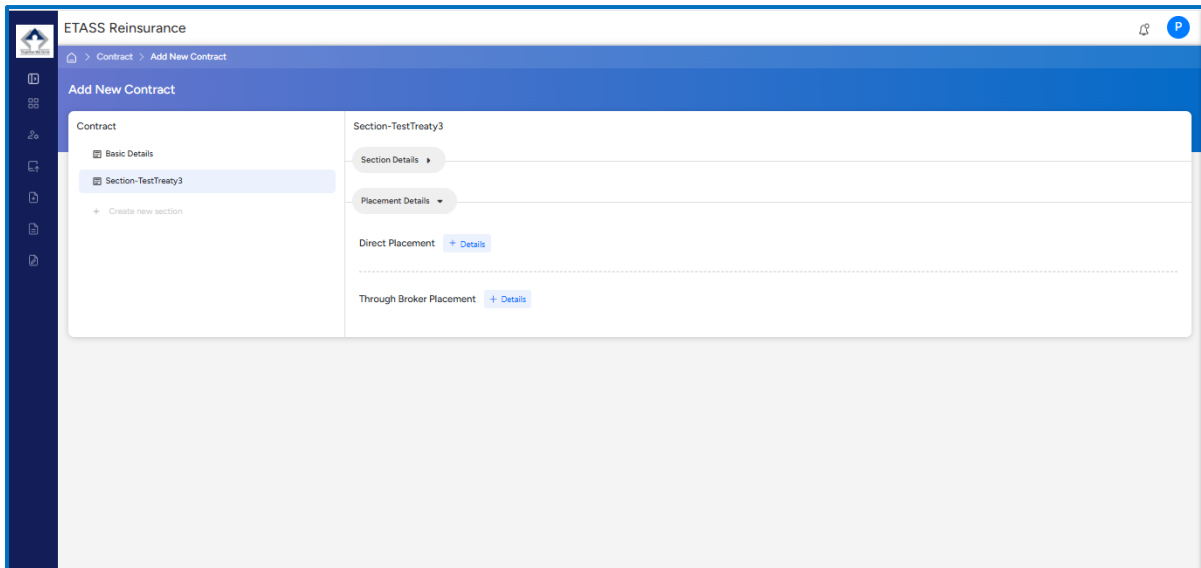 ETASS Reinsurance
P
> Contract > Add New Contract
Add New Contract
Contract
Basic Details
Section-TestTreaty3
+ Create new section
Section-TestTreaty3
Section Details
Placement Details
Direct Placement + Details
Through Broker Placement + Details